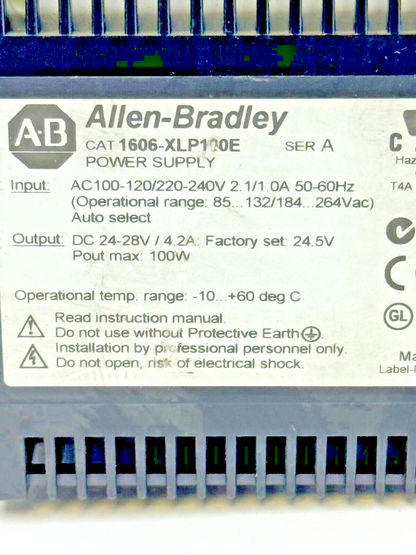 A·B Allen-Bradley
CAT 1606-XLP100E SER A
POWER SUPPLY
Input: AC100-120/220-240V 2.1/1.0A 50-60Hz
(Operational range: 85...132/184...264Vac)
Auto select
Output: DC 24-28V / 4.2A; Factory set: 24.5V
Pout max: 100W
Operational temp. range: -10...+60 deg C
Read instruction manual.
Do not use without Protective Earth.
Installation by professional personnel only.
Do not open, risk of electrical shock.
Haz
T4A
GL
Ma
Label-